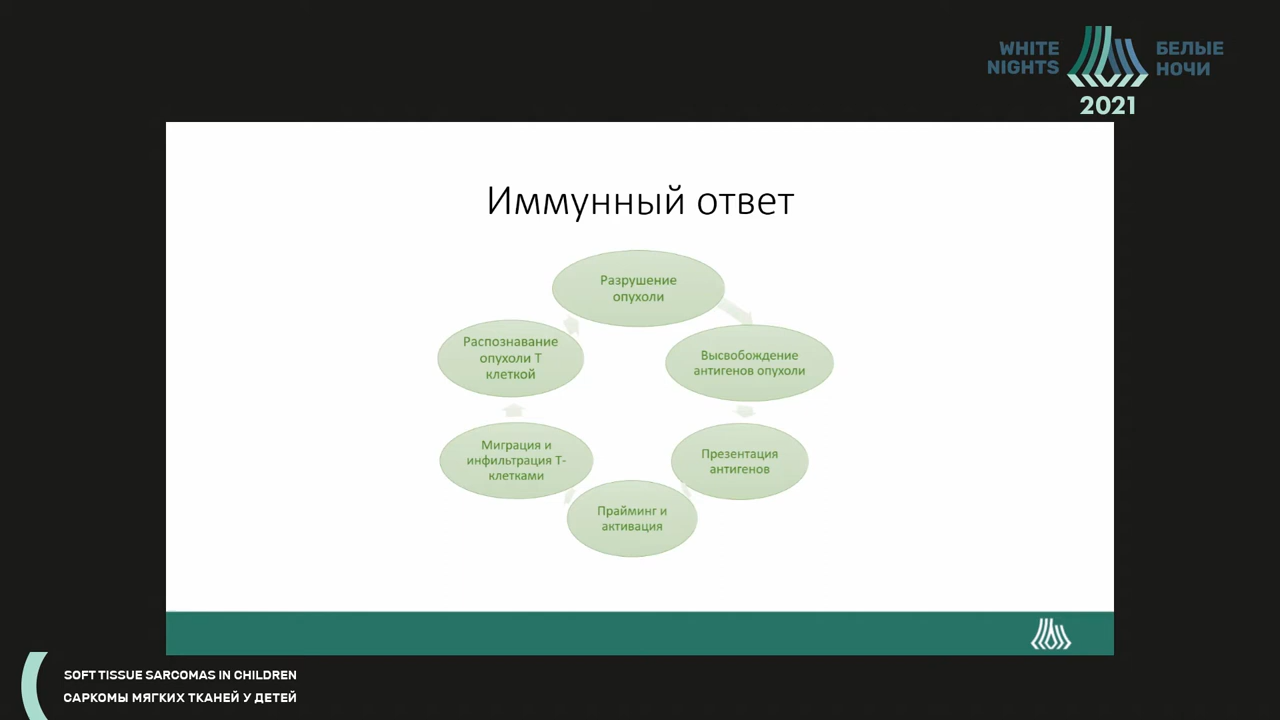 WHITE
NIGHTS
БЕЛЫЕ
НОЧИ
2021
Иммунный ответ
Разрушение
опухоли
Высвобождение
антигенов опухоли
Презентация
антигенов
Прайминг и
активация
Миграция и
инфильтрация Т-
клетками
Распознавание
опухоли Т
клеткой
SOFT TISSUE SARCOMAS IN CHILDREN
САРКОМЫ МЯГКИХ ТКАНЕЙ У ДЕТЕЙ